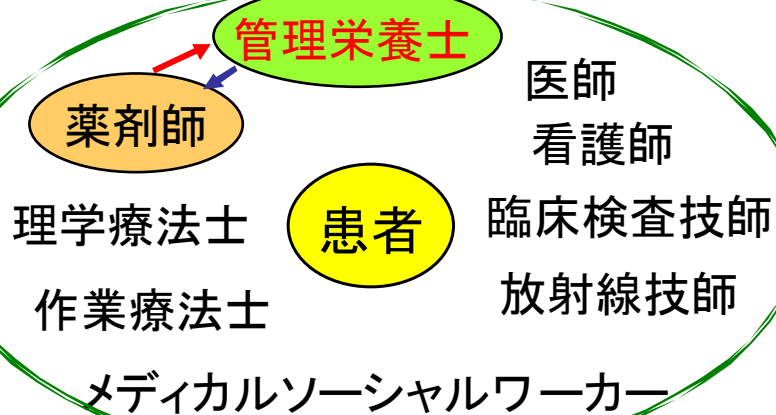 管理栄養士
医師
薬剤師
看護師
理学療法士
患者
臨床検査技師
作業療法士
放射線技師
メディカルソーシャルワーカー